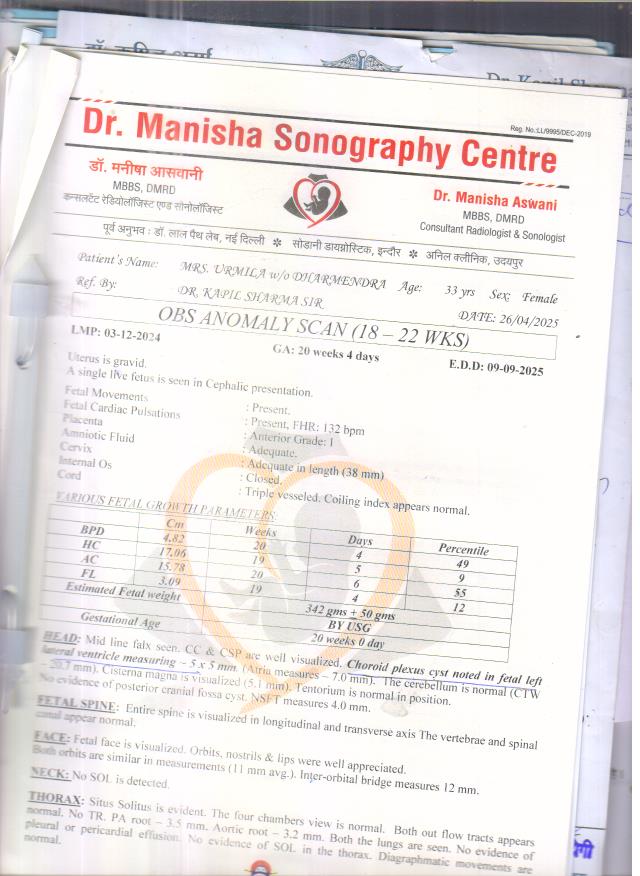 डॉ. कपिल शर्मा
Dr. Kapil Sha
Reg. No.:LL/9995/DEC-2019
Dr. Manisha Sonography Centre
डॉ. मनीषा आसवानी
MBBS, DMRD
कन्सलटेंट रेडियोलॉजिस्ट एण्ड सोनोलॉजिस्ट
Dr. Manisha Aswani
MBBS, DMRD
Consultant Radiologist & Sonologist
पूर्व अनुभव : डॉ. लाल पैथ लेब, नई दिल्ली ✻ सोडानी डायग्नोस्टिक, इन्दौर ✻ अनिल क्लीनिक, उदयपुर
Patient's Name: MRS. URMILA w/o DHARMENDRA Age: 33 yrs Sex: Female
Ref. By: DR. KAPIL SHARMA SIR DATE: 26/04/2025
OBS ANOMALY SCAN (18 – 22 WKS)
LMP: 03-12-2024 GA: 20 weeks 4 days E.D.D: 09-09-2025
Uterus is gravid.
A single live fetus is seen in Cephalic presentation.
Fetal Movements : Present.
Fetal Cardiac Pulsations : Present, FHR: 132 bpm
Placenta : Anterior Grade: I
Amniotic Fluid : Adequate.
Cervix : Adequate in length (38 mm)
Internal Os : Closed.
Cord : Triple vesseled. Coiling index appears normal.
VARIOUS FETAL GROWTH PARAMETERS:
Cm Weeks Days Percentile
BPD 4.82 20 4 49
HC 17.06 19 5 9
AC 15.78 20 6 55
FL 3.09 19 4 12
Estimated Fetal weight 342 gms ± 50 gms
Gestational Age BY USG
20 weeks 0 day
HEAD: Mid line falx seen. CC & CSP are well visualized. Choroid plexus cyst noted in fetal left
lateral ventricle measuring ~ 5 x 5 mm. (Atria measures – 7.0 mm). The cerebellum is normal (CTW
– 20.7 mm). Cisterna magna is visualized (5.1 mm). Tentorium is normal in position.
No evidence of posterior cranial fossa cyst. NSFT measures 4.0 mm.
FETAL SPINE: Entire spine is visualized in longitudinal and transverse axis The vertebrae and spinal
canal appear normal.
FACE: Fetal face is visualized. Orbits, nostrils & lips were well appreciated.
Both orbits are similar in measurements (11 mm avg.). Inter-orbital bridge measures 12 mm.
NECK: No SOL is detected.
THORAX: Situs Solitus is evident. The four chambers view is normal. Both out flow tracts appears
normal. No TR. PA root – 3.5 mm. Aortic root – 3.2 mm. Both the lungs are seen. No evidence of
pleural or pericardial effusion. No evidence of SOL in the thorax. Diagraphmatic movements are
normal.